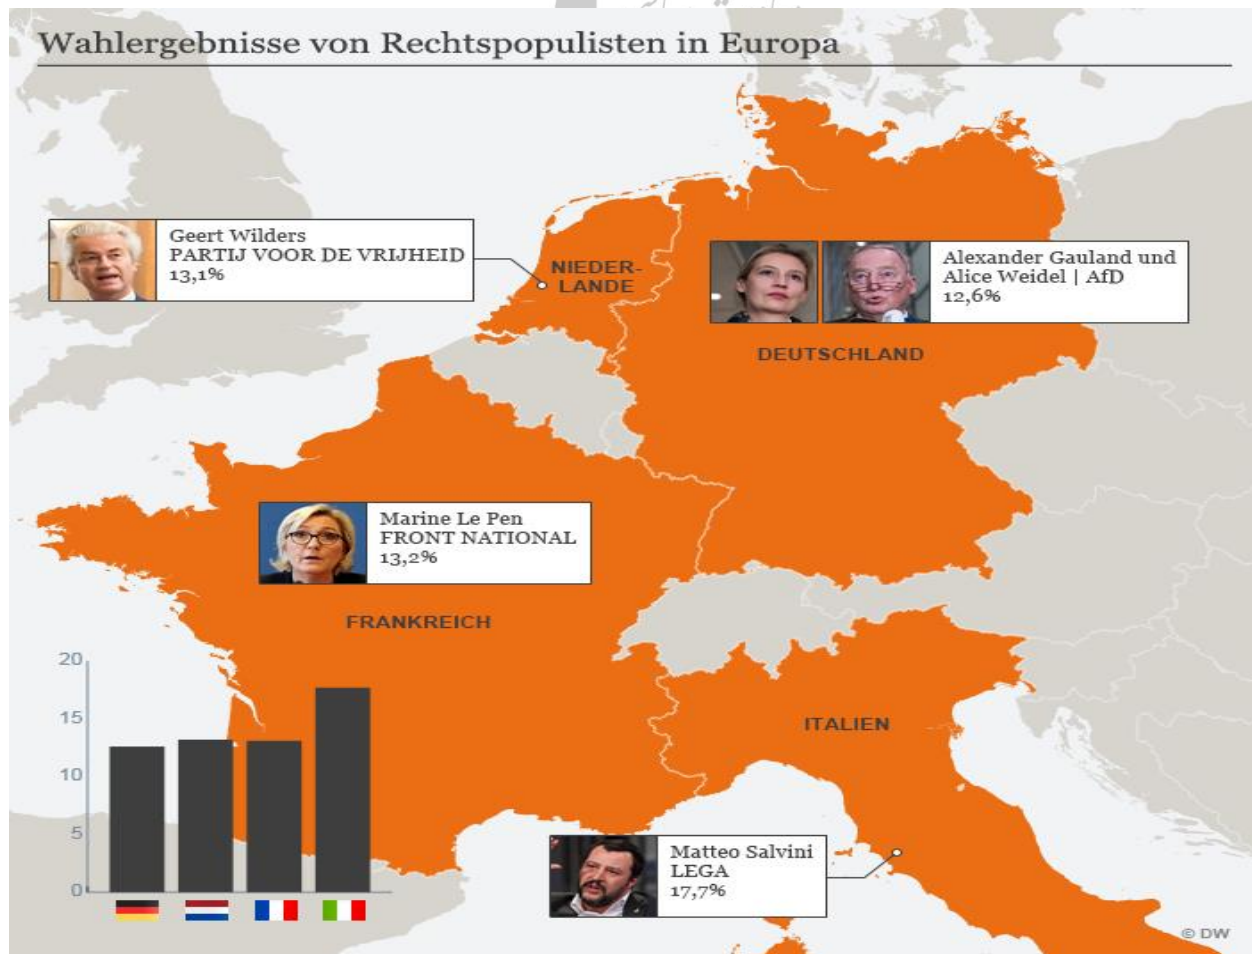 Wahlergebnisse von Rechtspopulisten in Europa
Geert Wilders
PARTIJ VOOR DE VRIJHEID
13,1%
NIEDER-
LANDE
Alexander Gauland und
Alice Weidel | AfD
12,6%
DEUTSCHLAND
Marine Le Pen
FRONT NATIONAL
13,2%
FRANKREICH
20
15
10
5
0
ITALIEN
Matteo Salvini
LEGA
17,7%
© DW